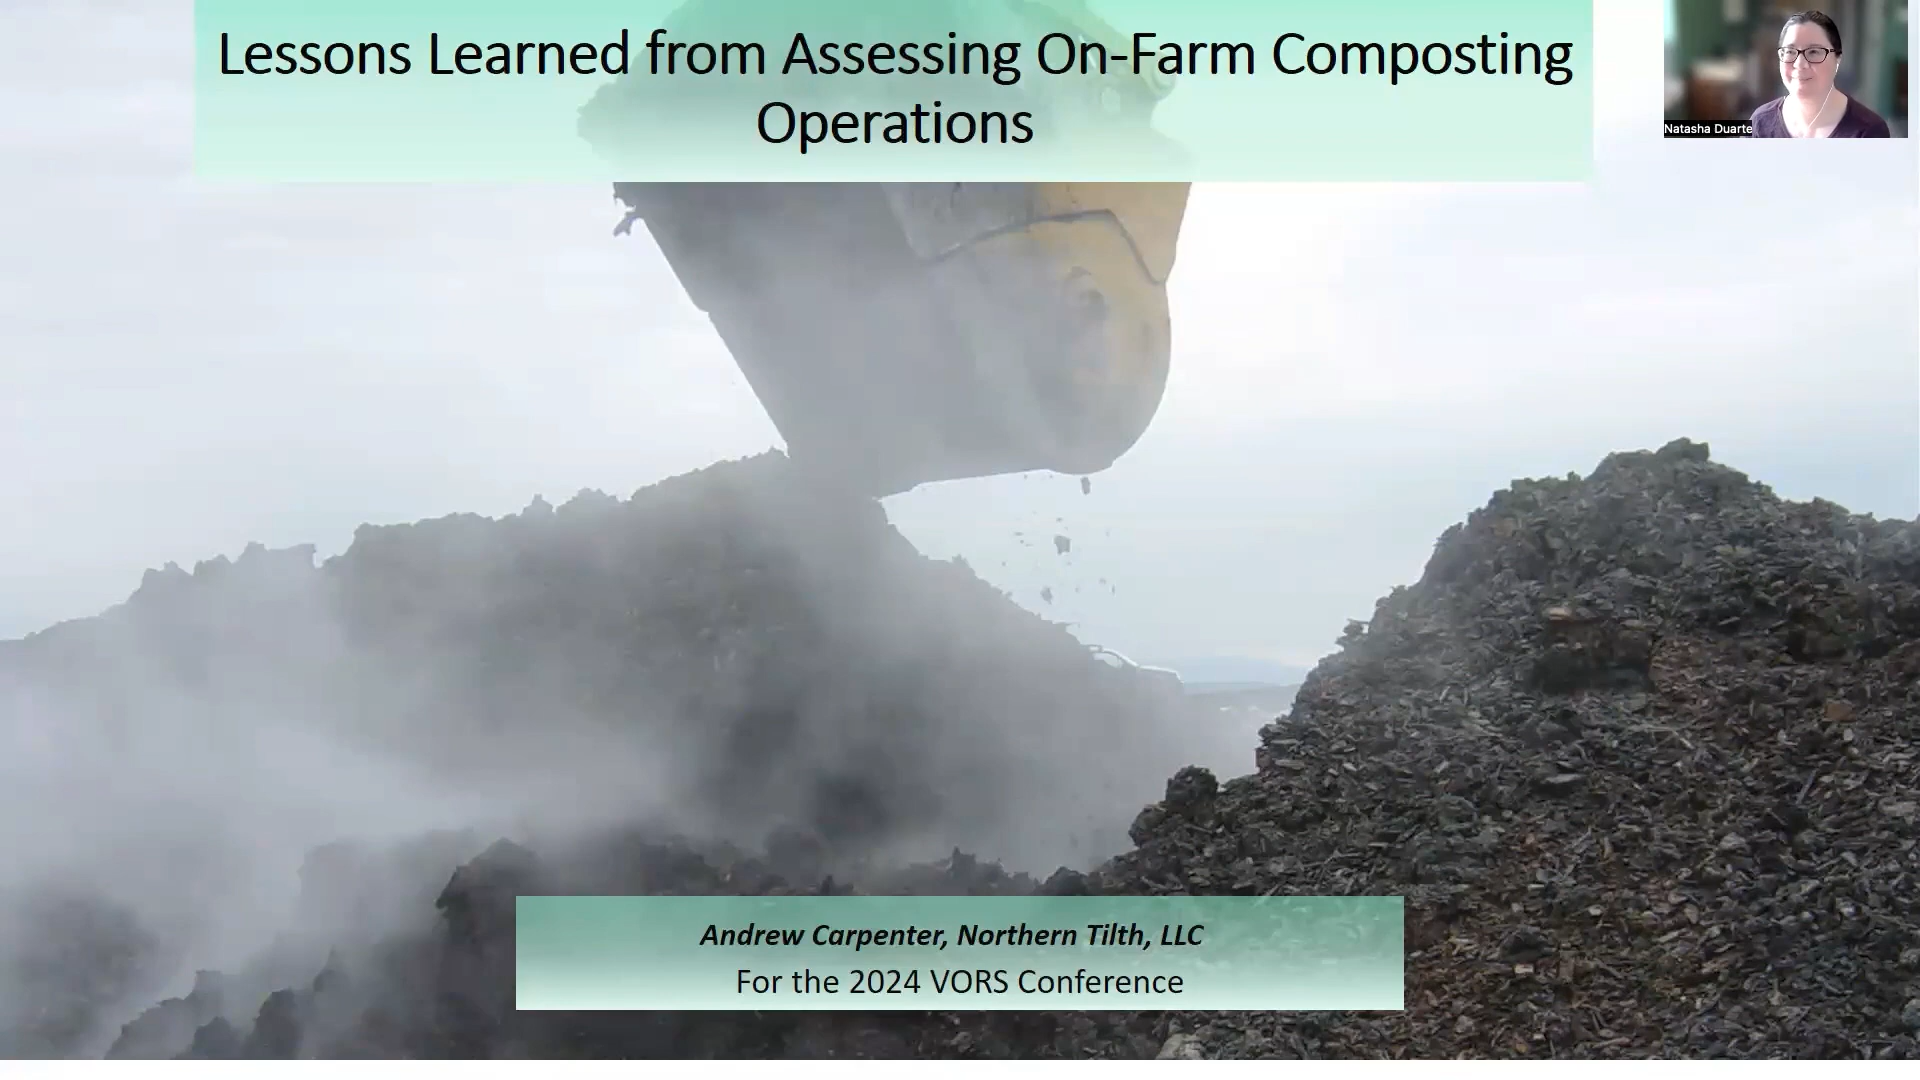 Lessons Learned from Assessing On-Farm Composting
Operations
Natasha Duarte
Andrew Carpenter, Northern Tilth, LLC
For the 2024 VORS Conference